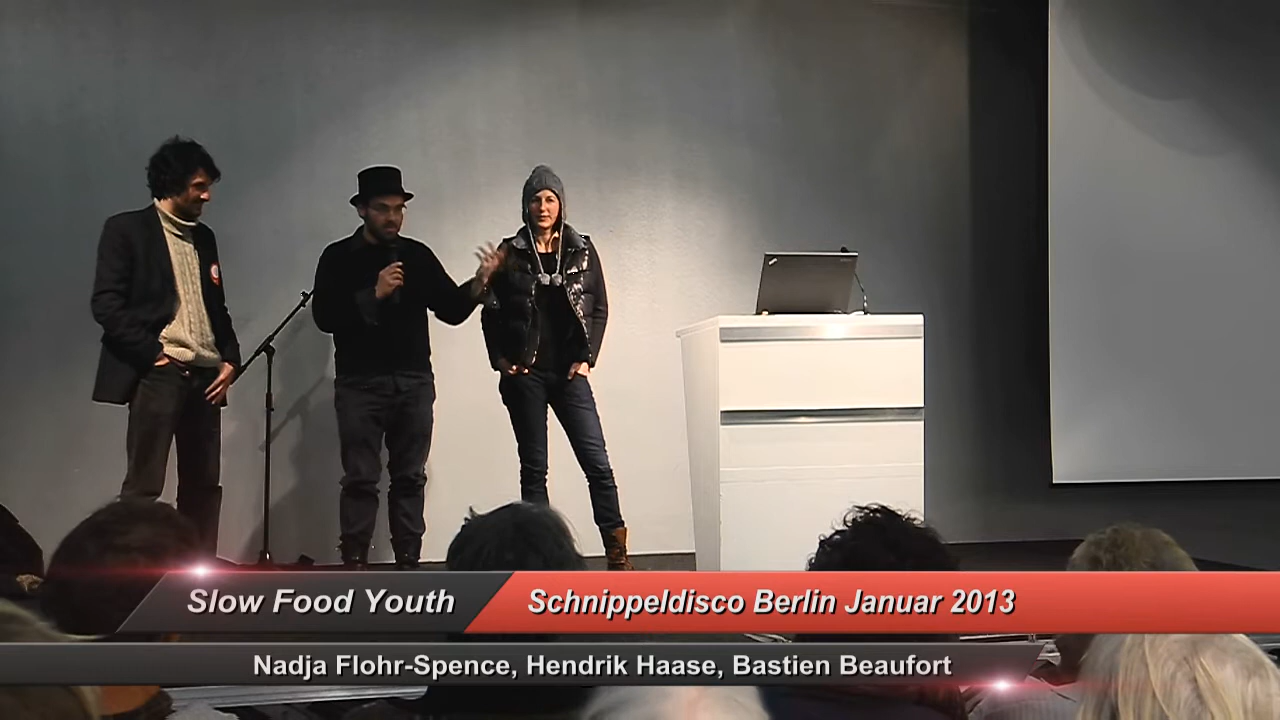 Slow Food Youth
Schnippeldisco Berlin Januar 2013
Nadja Flohr-Spence, Hendrik Haase, Bastien Beaufort